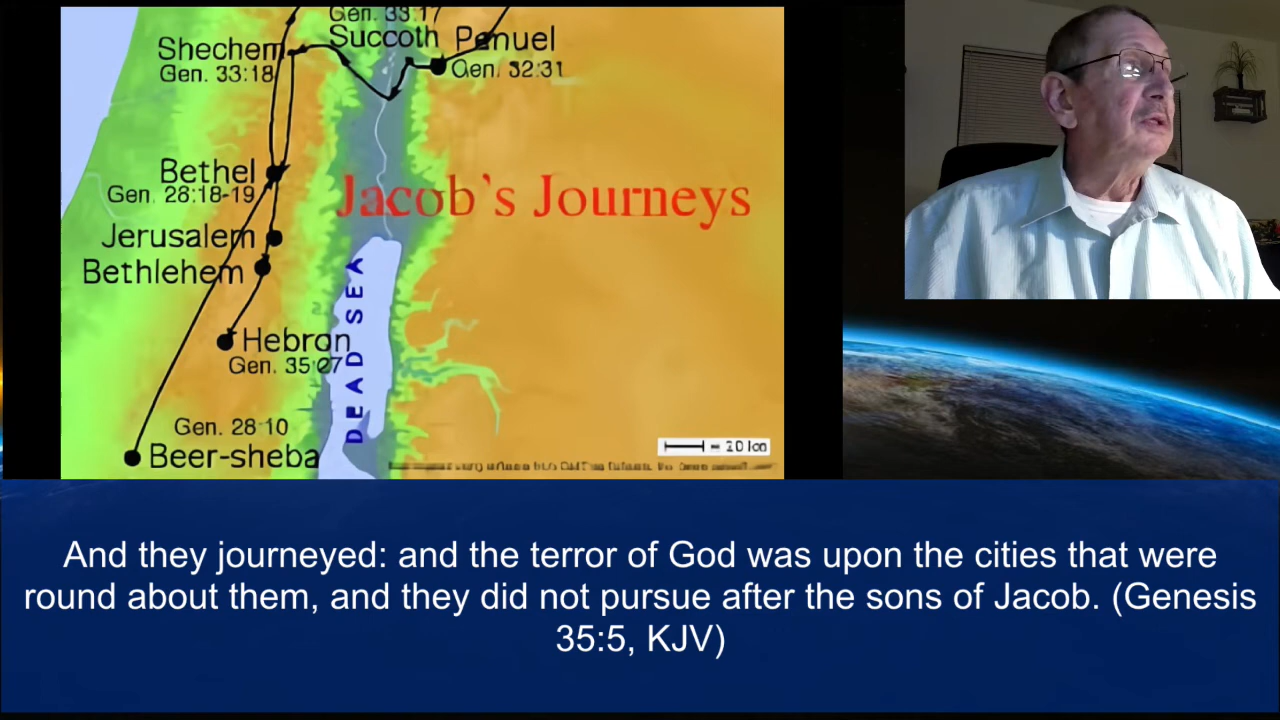 Gen. 33:17
Succoth
Penuel
Gen. 32:31
Shechem
Gen. 33:18
Bethel
Gen. 28:18-19
Jacob's Journeys
Jerusalem
Bethlehem
DEAD SEA
Hebron
Gen. 35:27
Gen. 28:10
Beer-sheba
= 20 km
And they journeyed: and the terror of God was upon the cities that were
round about them, and they did not pursue after the sons of Jacob. (Genesis
35:5, KJV)